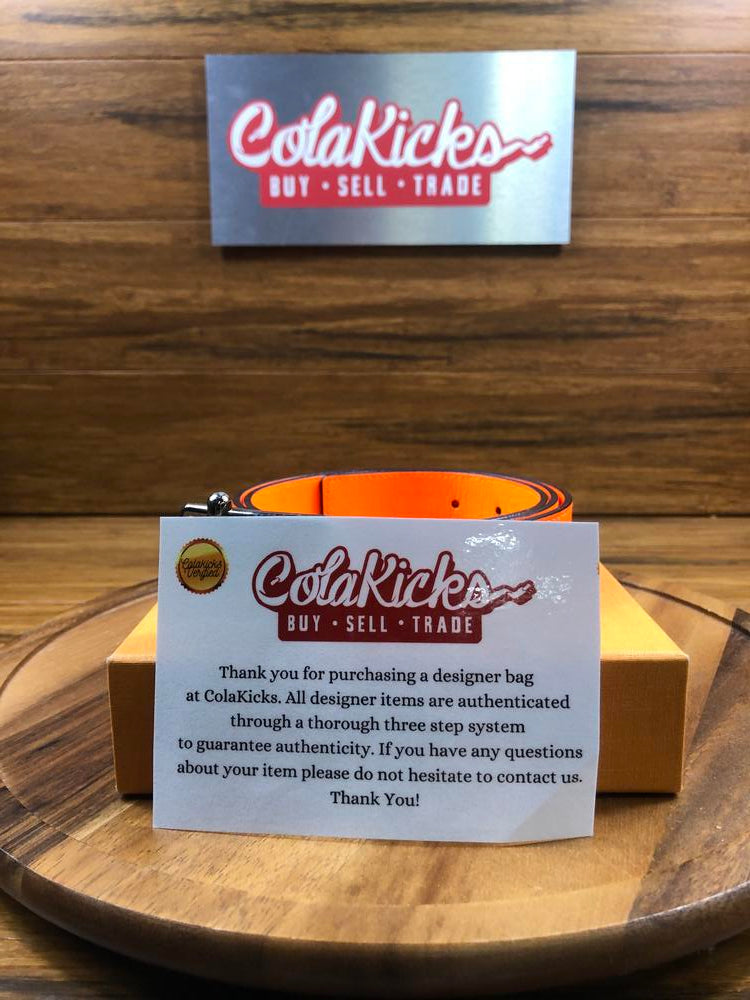 ColaKicks
BUY • SELL • TRADE
Colakicks
Verified
ColaKicks
BUY • SELL • TRADE
Thank you for purchasing a designer bag
at ColaKicks. All designer items are authenticated
through a thorough three step system
to guarantee authenticity. If you have any questions
about your item please do not hesitate to contact us.
Thank You!